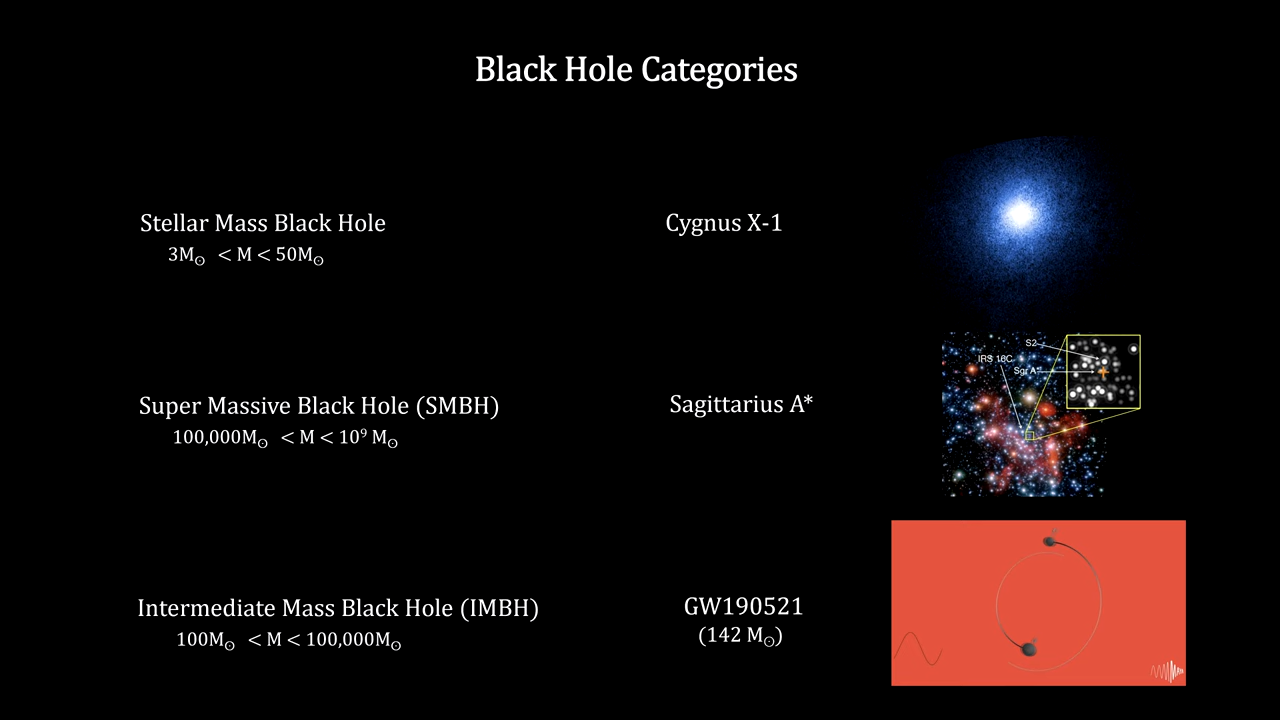 Black Hole Categories
Stellar Mass Black Hole
3M☉ < M < 50M☉
Cygnus X-1
Super Massive Black Hole (SMBH)
100,000M☉ < M < 10⁹ M☉
Sagittarius A*
S2
IRS 16C
Sgr A*
Intermediate Mass Black Hole (IMBH)
100M☉ < M < 100,000M☉
GW190521
(142 M☉)